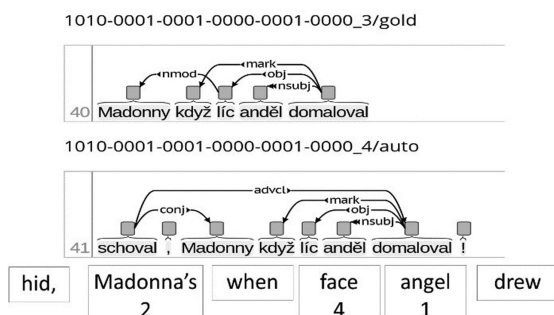 1010-0001-0001-0000-0001-0000_3/gold
nmod mark obj nsubj
40 Madonny když líc anděl domaloval
1010-0001-0001-0000-0001-0000_4/auto
advcl conj mark obj nsubj
41 schoval , Madonny když líc anděl domaloval !
hid, Madonna's when face angel drew
2 4 1